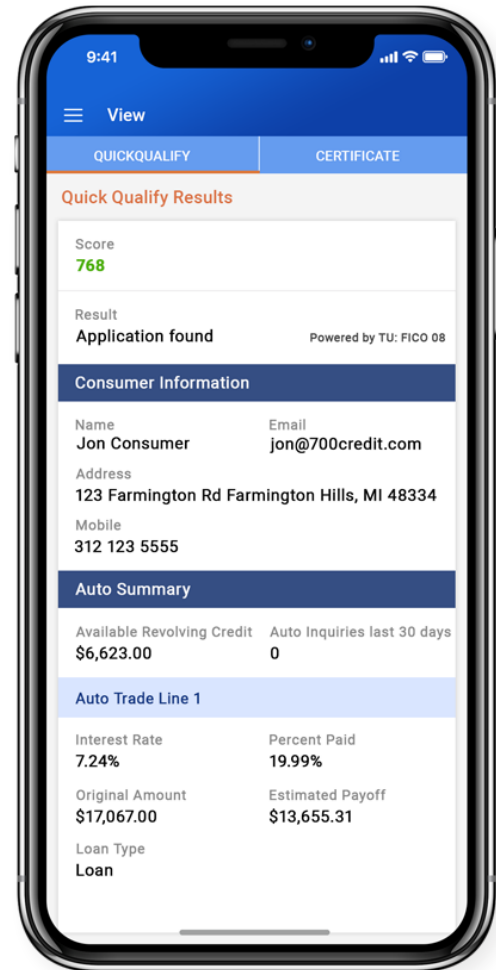 9:41
View
QUICKQUALIFY CERTIFICATE
Quick Qualify Results
Score
768
Result
Application found Powered by TU: FICO 08
Consumer Information
Name Email
Jon Consumer jon@700credit.com
Address
123 Farmington Rd Farmington Hills, MI 48334
Mobile
312 123 5555
Auto Summary
Available Revolving Credit Auto Inquiries last 30 days
$6,623.00 0
Auto Trade Line 1
Interest Rate Percent Paid
7.24% 19.99%
Original Amount Estimated Payoff
$17,067.00 $13,655.31
Loan Type
Loan